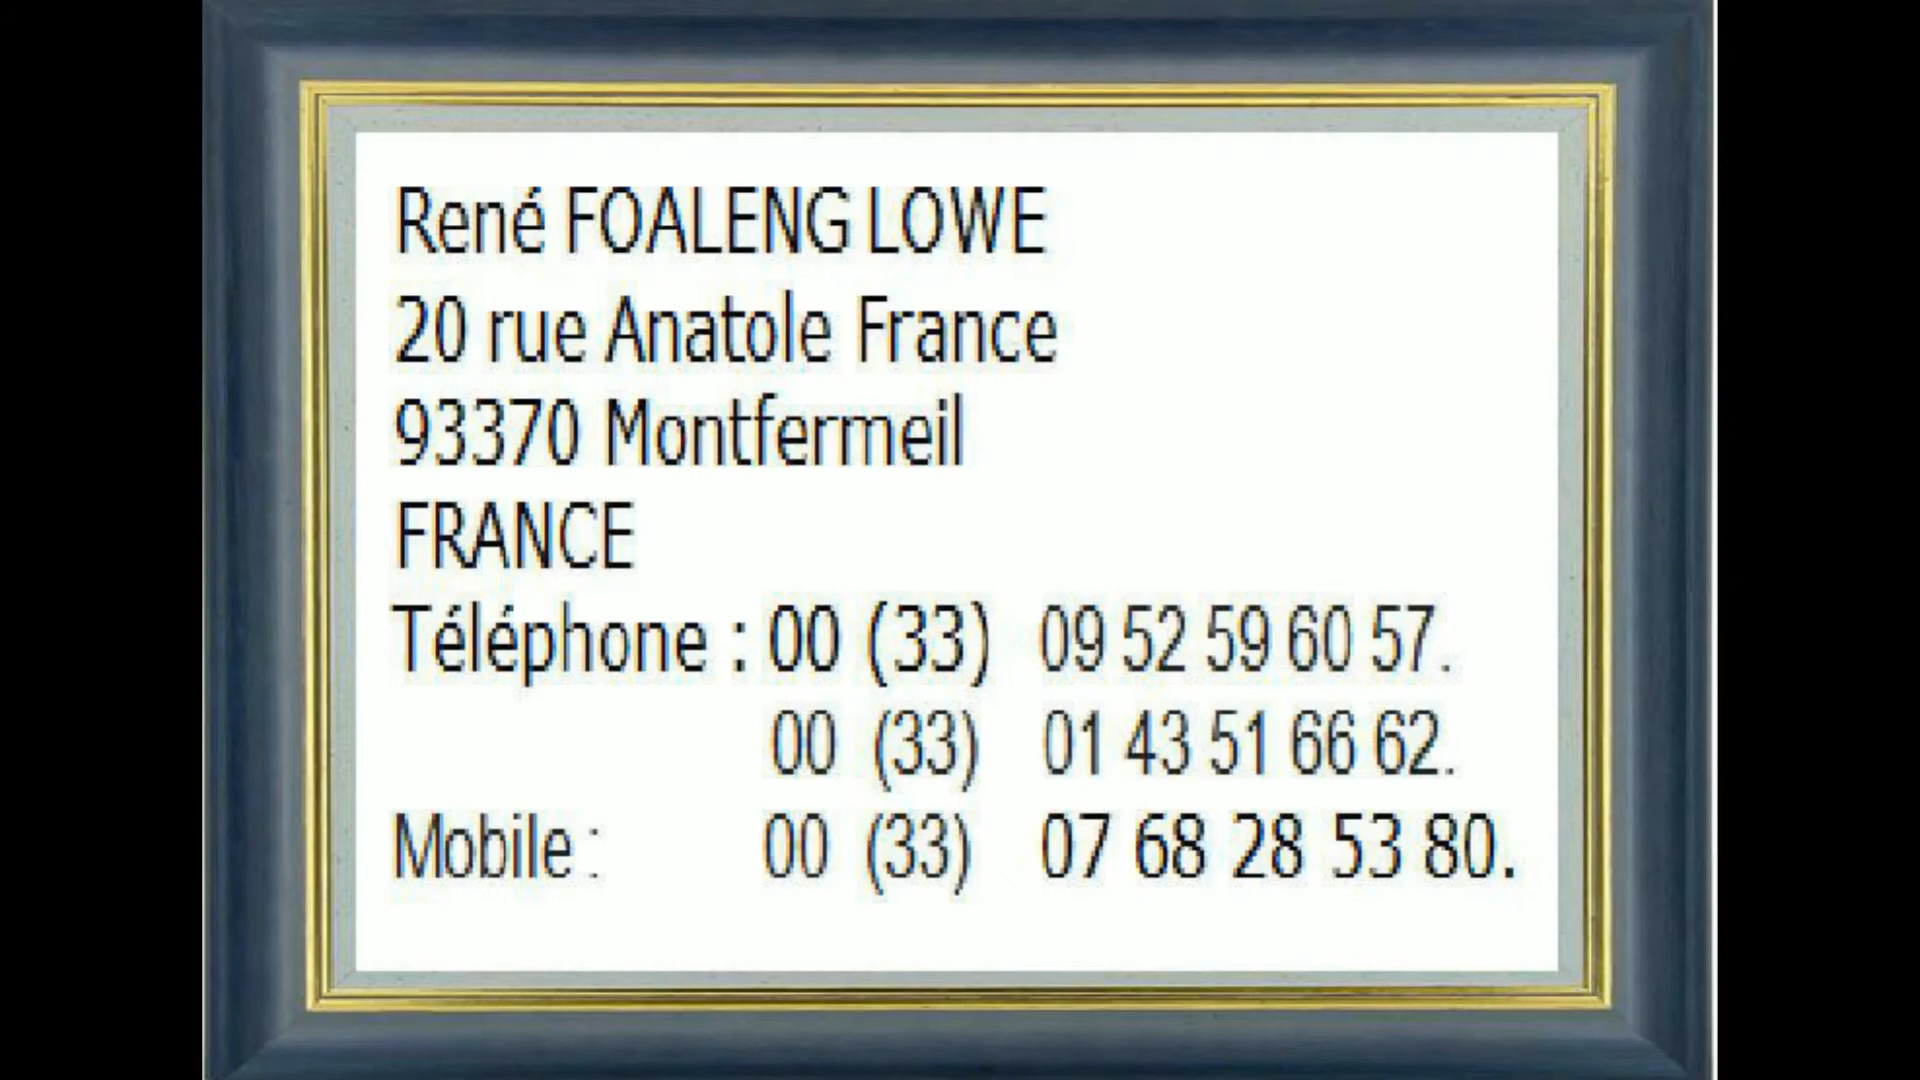 René FOALENG LOWE
20 rue Anatole France
93370 Montfermeil
FRANCE
Téléphone : 00 (33) 09 52 59 60 57.
00 (33) 01 43 51 66 62.
Mobile : 00 (33) 07 68 28 53 80.